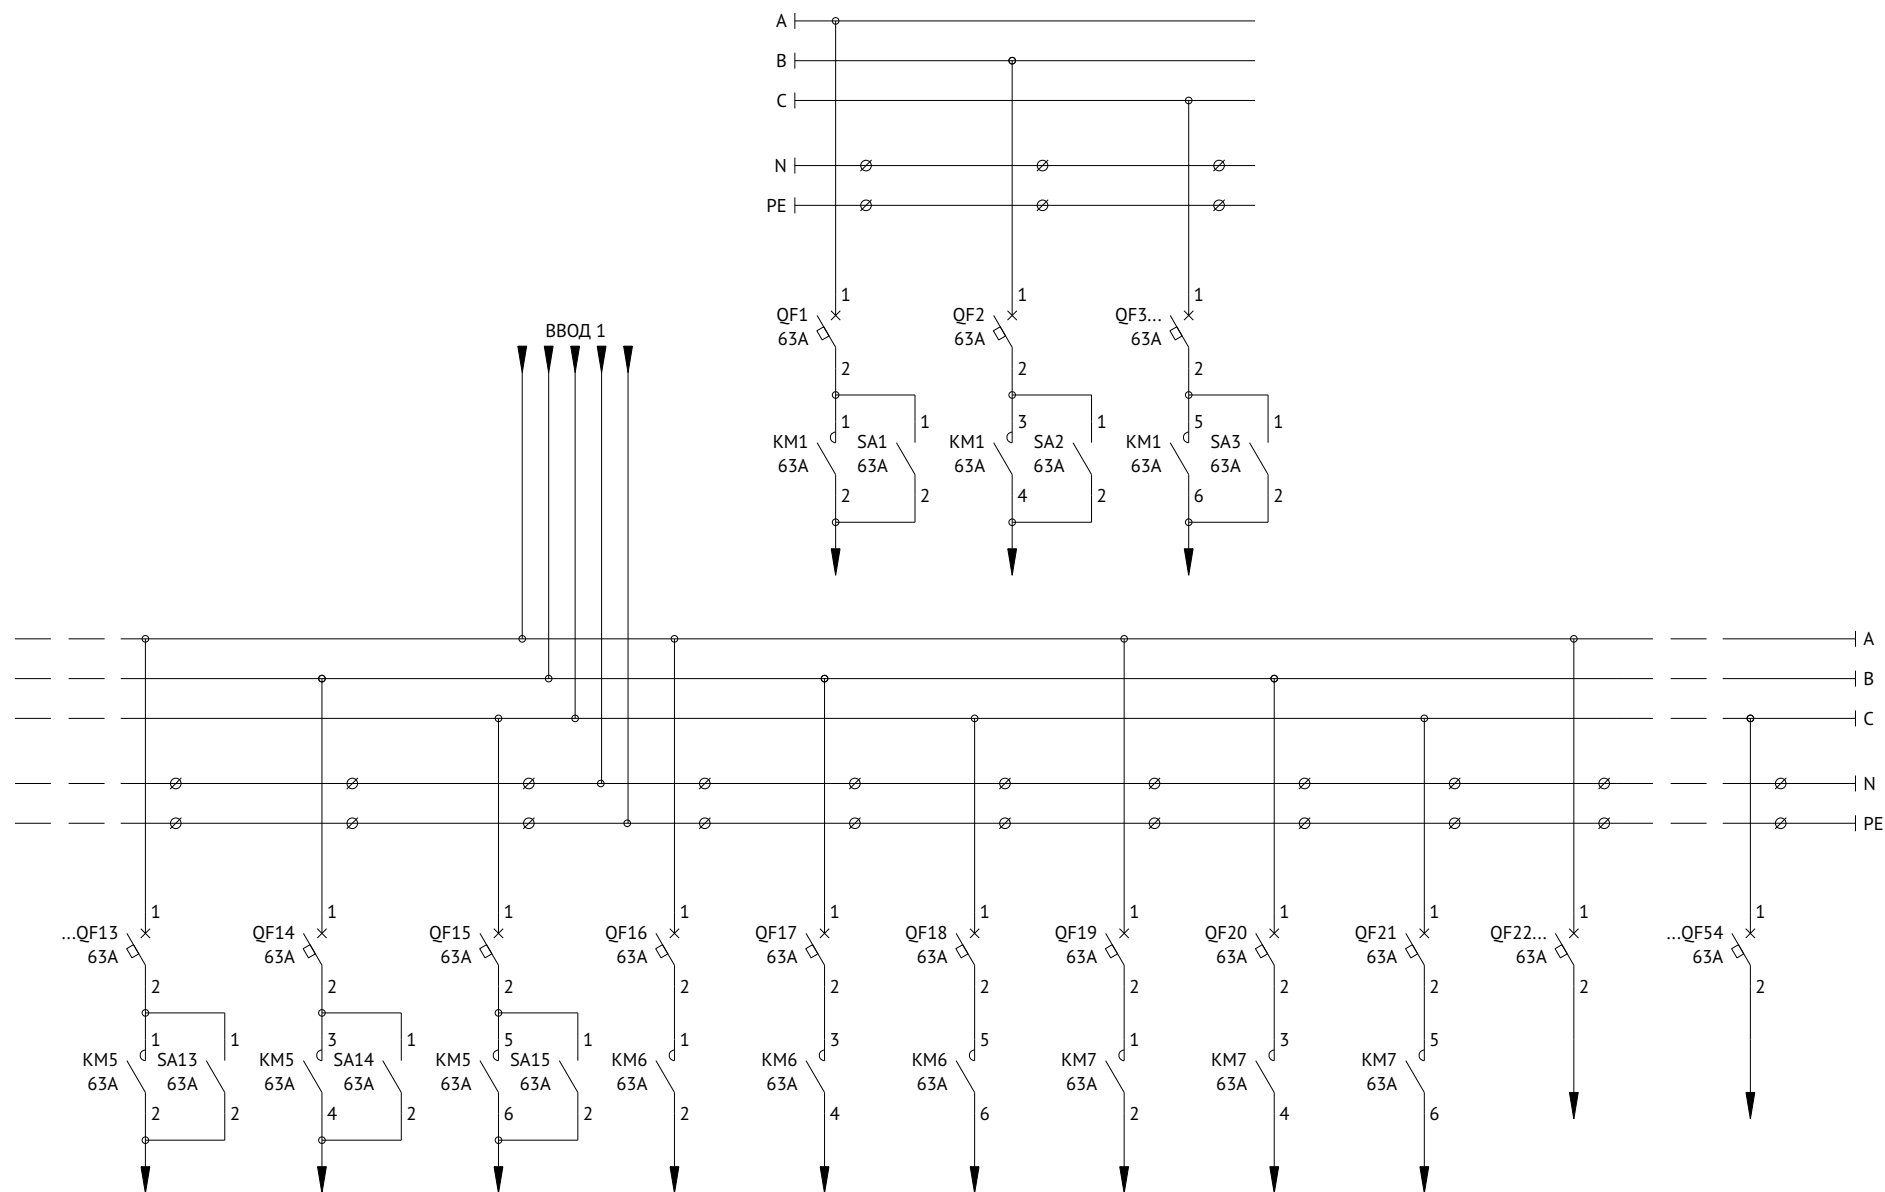 A
B
C
N
PE
1 1 1
QF1 QF2 QF3...
63A 63A 63A
2 2 2
ВВОД 1
1 1 3 1 5 1
KM1 SA1 KM1 SA2 KM1 SA3
63A 63A 63A 63A 63A 63A
2 2 4 2 6 2
A
B
C
N
PE
1 1 1 1 1 1 1 1 1 1 1
...QF13 QF14 QF15 QF16 QF17 QF18 QF19 QF20 QF21 QF22... ...QF54
63A 63A 63A 63A 63A 63A 63A 63A 63A 63A 63A
2 2 2 2 2 2 2 2 2 2 2
1 1 3 1 5 1 1 3 5 1 3 5
KM5 SA13 KM5 SA14 KM5 SA15 KM6 KM6 KM6 KM7 KM7 KM7
63A 63A 63A 63A 63A 63A 63A 63A 63A 63A 63A 63A
2 2 4 2 6 2 2 4 6 2 4 6